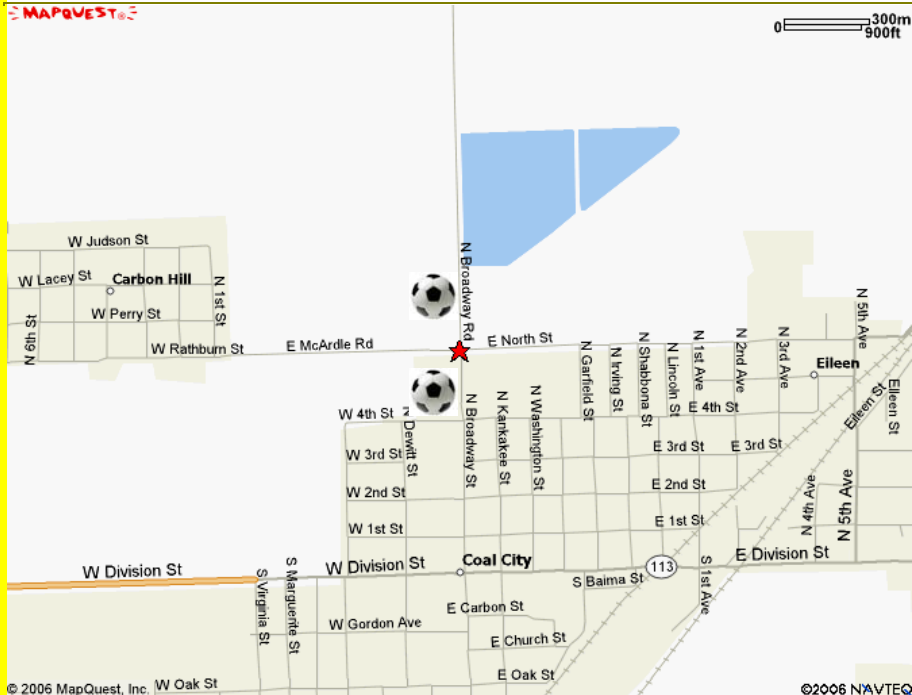 MAPQUEST
0 300m
900ft
W Judson St
W Lacey St
Carbon Hill
N 1st St
W Perry St
N 6th St
W Rathburn St
E McArdle Rd
N Broadway Rd
E North St
N 5th Ave
N Garfield St
N Irving St
N Shabbona St
N Lincoln St
N 1st Ave
N 2nd Ave
N 3rd Ave
Eileen
Eileen St
Eileen St
W 4th St
N Dewitt St
N Broadway St
N Kankakee St
N Washington St
E 4th St
W 3rd St
E 3rd St
E 3rd St
W 2nd St
E 2nd St
N 4th Ave
N 5th Ave
W 1st St
E 1st St
W Division St
W Division St
Coal City
113
E Division St
S Virginia St
S Marguerite St
S Baima St
S 1st Ave
E Carbon St
W Gordon Ave
E Church St
E Oak St
W Oak St
© 2006 MapQuest, Inc.
©2006 NAVTEQ